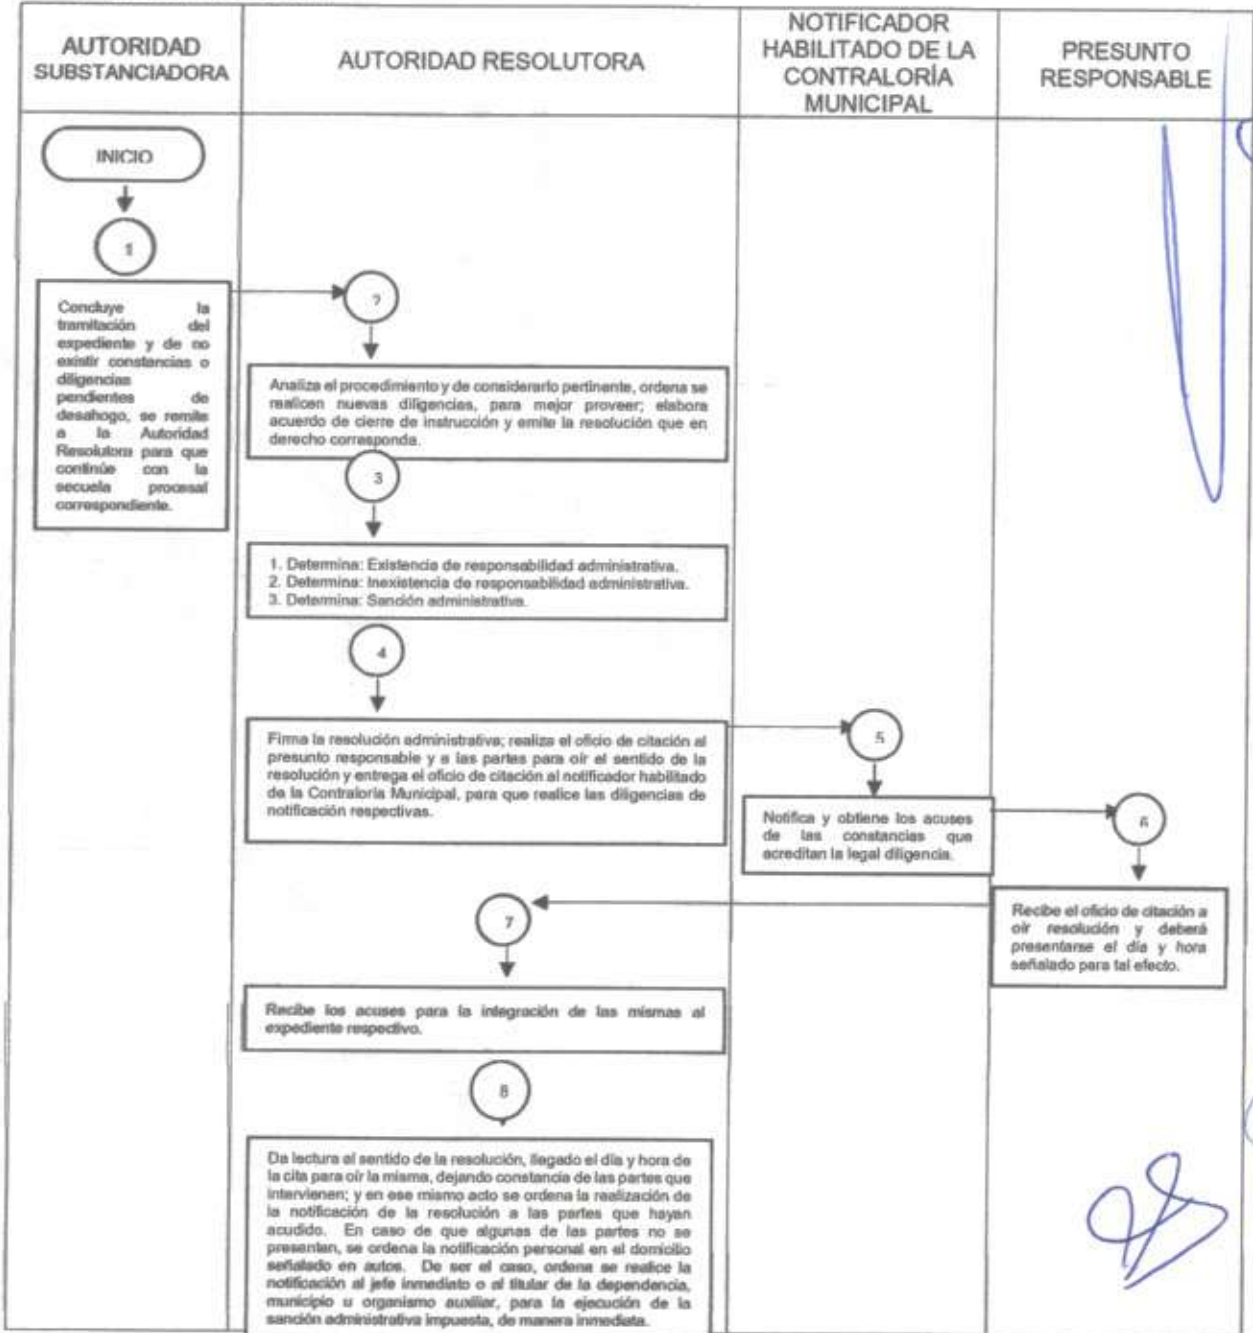 AUTORIDAD
SUBSTANCIADORA
AUTORIDAD RESOLUTORA
NOTIFICADOR
HABILITADO DE LA
CONTRALORÍA
MUNICIPAL
PRESUNTO
RESPONSABLE
INICIO
1
Concluye la
tramitación del
expediente y de no
existir constancias o
diligencias
pendientes de
desahogo, se remite
a la Autoridad
Resolutora para que
continúe con la
secuela procesal
correspondiente.
2
Analiza el procedimiento y de considerarlo pertinente, ordena se
realicen nuevas diligencias, para mejor proveer; elabora
acuerdo de cierre de instrucción y emite la resolución que en
derecho corresponda.
3
1. Determina: Existencia de responsabilidad administrativa.
2. Determina: Inexistencia de responsabilidad administrativa.
3. Determina: Sanción administrativa.
4
Firma la resolución administrativa; realiza el oficio de citación al
presunto responsable y a las partes para oír el sentido de la
resolución y entrega el oficio de citación al notificador habilitado
de la Contraloría Municipal, para que realice las diligencias de
notificación respectivas.
5
Notifica y obtiene los acuses
de las constancias que
acreditan la legal diligencia.
6
Recibe el oficio de citación a
oír resolución y deberá
presentarse el día y hora
señalado para tal efecto.
7
Recibe los acuses para la integración de las mismas al
expediente respectivo.
8
Da lectura al sentido de la resolución, llegado el día y hora de
la cita para oír la misma, dejando constancia de las partes que
intervienen; y en ese mismo acto se ordena la realización de
la notificación de la resolución a las partes que hayan
acudido. En caso de que algunas de las partes no se
presenten, se ordena la notificación personal en el domicilio
señalado en autos. De ser el caso, ordena se realice la
notificación al jefe inmediato o al titular de la dependencia,
municipio u organismo auxiliar, para la ejecución de la
sanción administrativa impuesta, de manera inmediata.